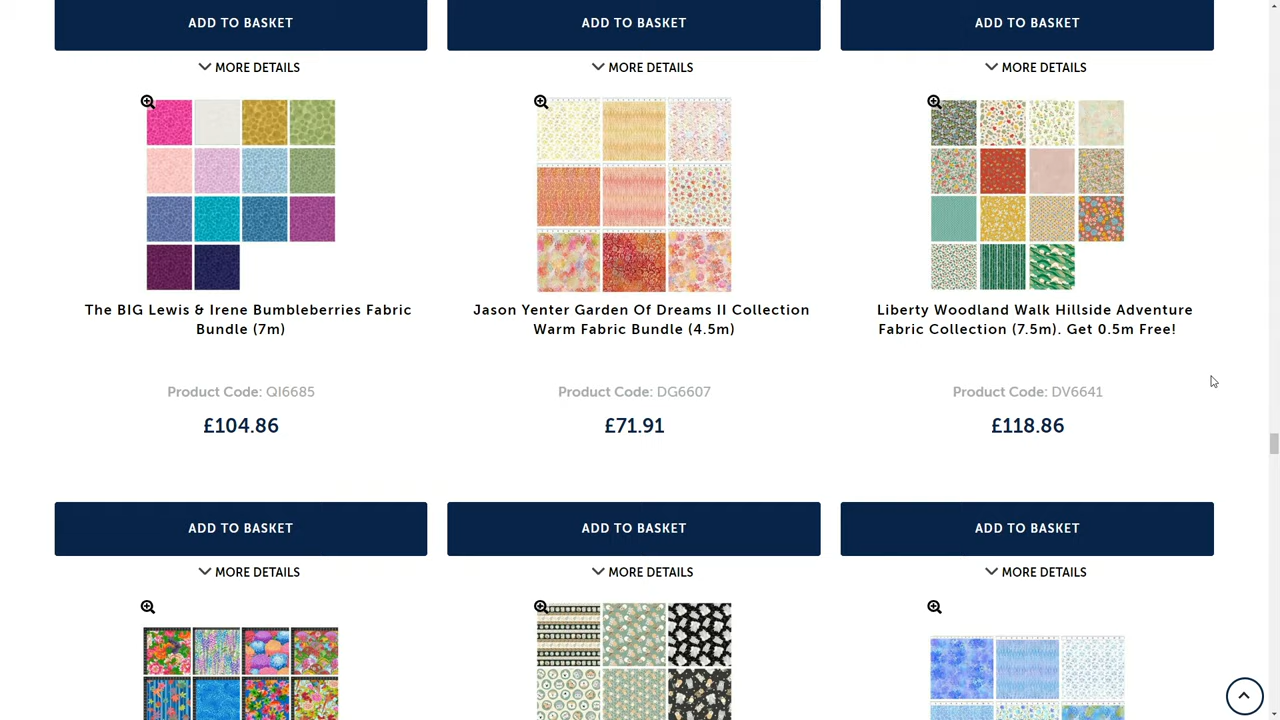 ADD TO BASKET
ADD TO BASKET
ADD TO BASKET
MORE DETAILS
MORE DETAILS
MORE DETAILS
The BIG Lewis & Irene Bumbleberries Fabric
Bundle (7m)
Product Code: QI6685
£104.86
Jason Yenter Garden Of Dreams II Collection
Warm Fabric Bundle (4.5m)
Product Code: DG6607
£71.91
Liberty Woodland Walk Hillside Adventure
Fabric Collection (7.5m). Get 0.5m Free!
Product Code: DV6641
£118.86
ADD TO BASKET
ADD TO BASKET
ADD TO BASKET
MORE DETAILS
MORE DETAILS
MORE DETAILS